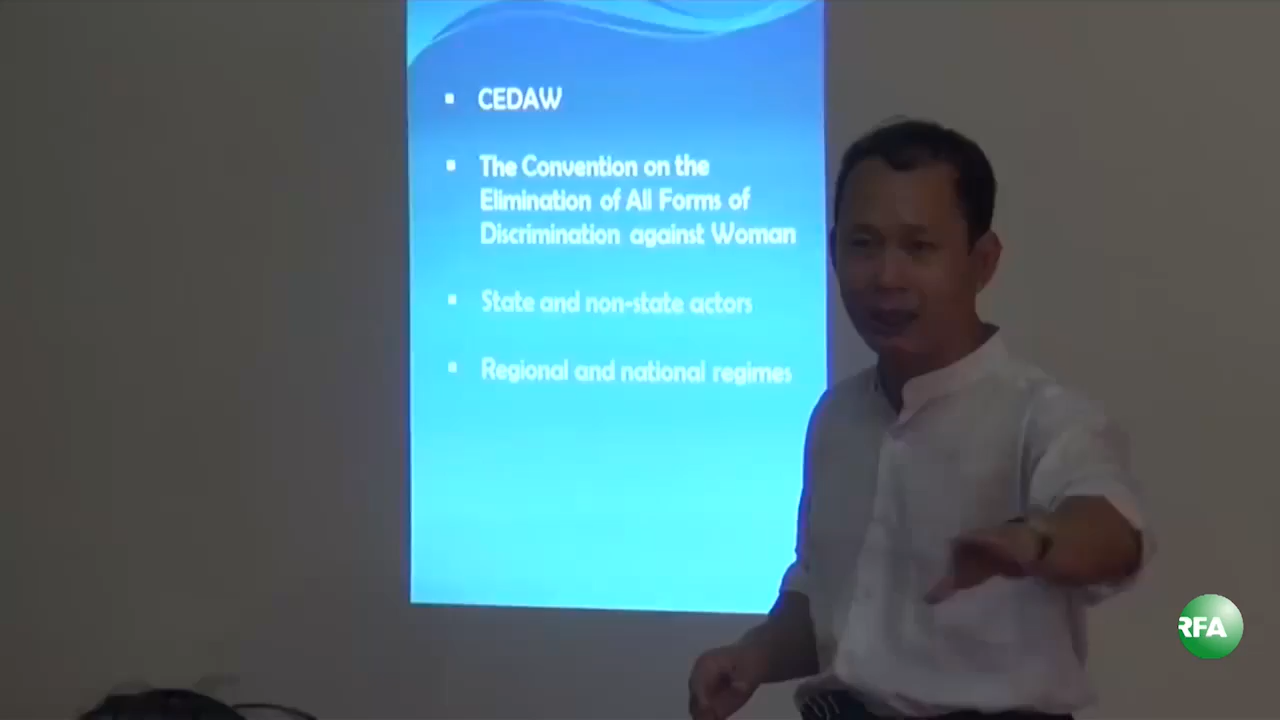 CEDAW
The Convention on the
Elimination of All Forms of
Discrimination against Woman
State and non-state actors
Regional and national regimes
RFA